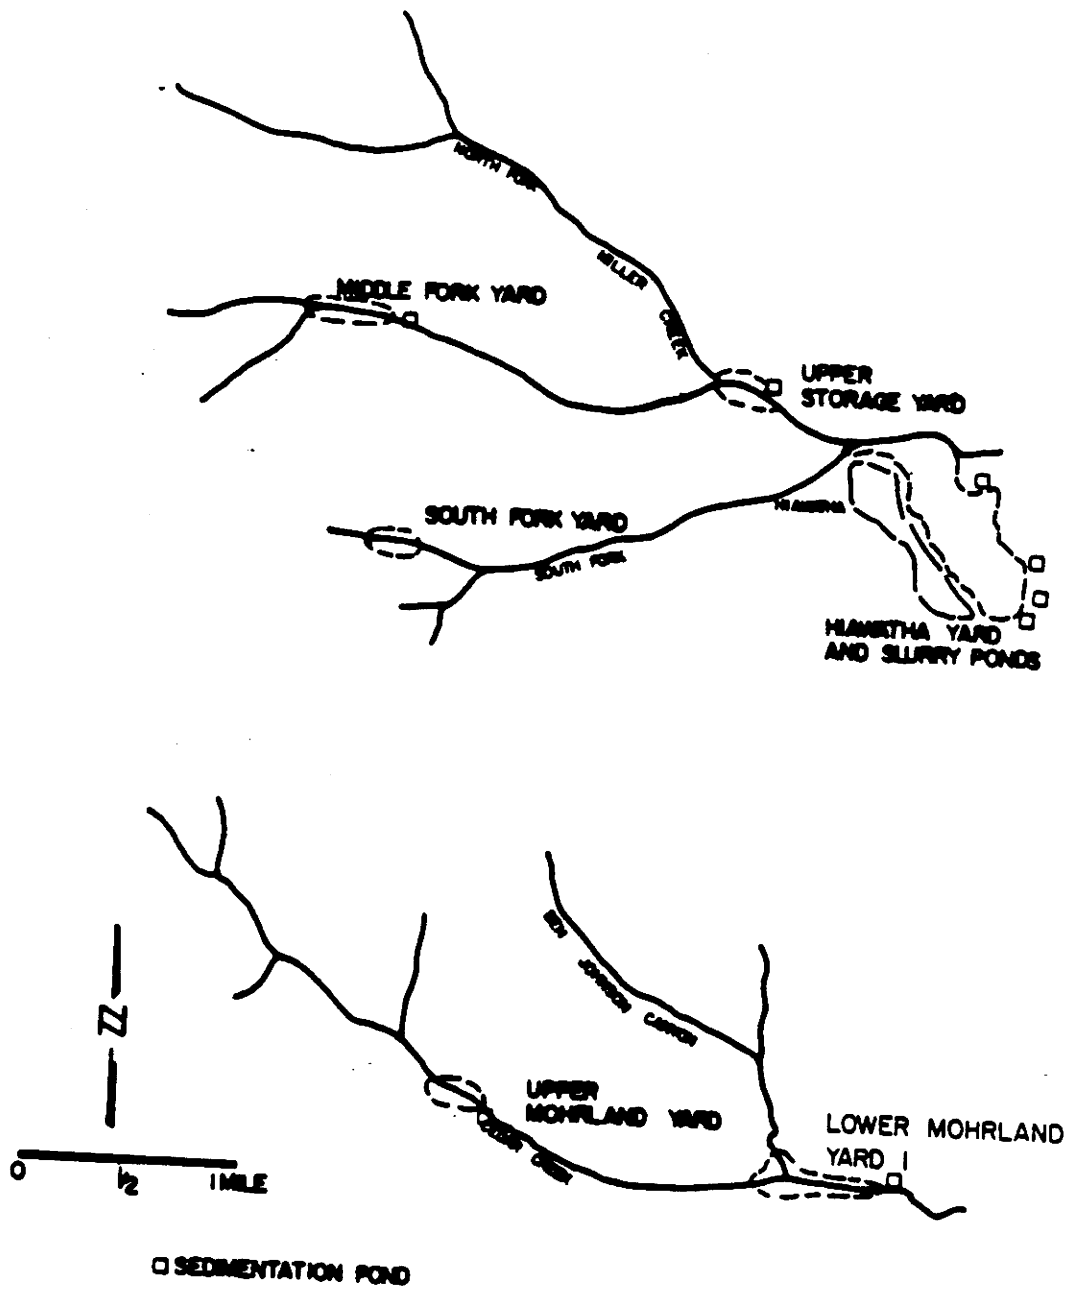 NORTH FORK
MIDDLE FORK YARD
MILLER
CREEK
UPPER
STORAGE YARD
HIAWATHA
SOUTH FORK YARD
SOUTH FORK
HIAWATHA YARD
AND SLURRY PONDS
BEN
JOHNSON
CANYON
UPPER
MOHRLAND YARD
CEDAR CREEK
LOWER MOHRLAND
YARD 1
0
1/2
1 MILE
SEDIMENTATION POND